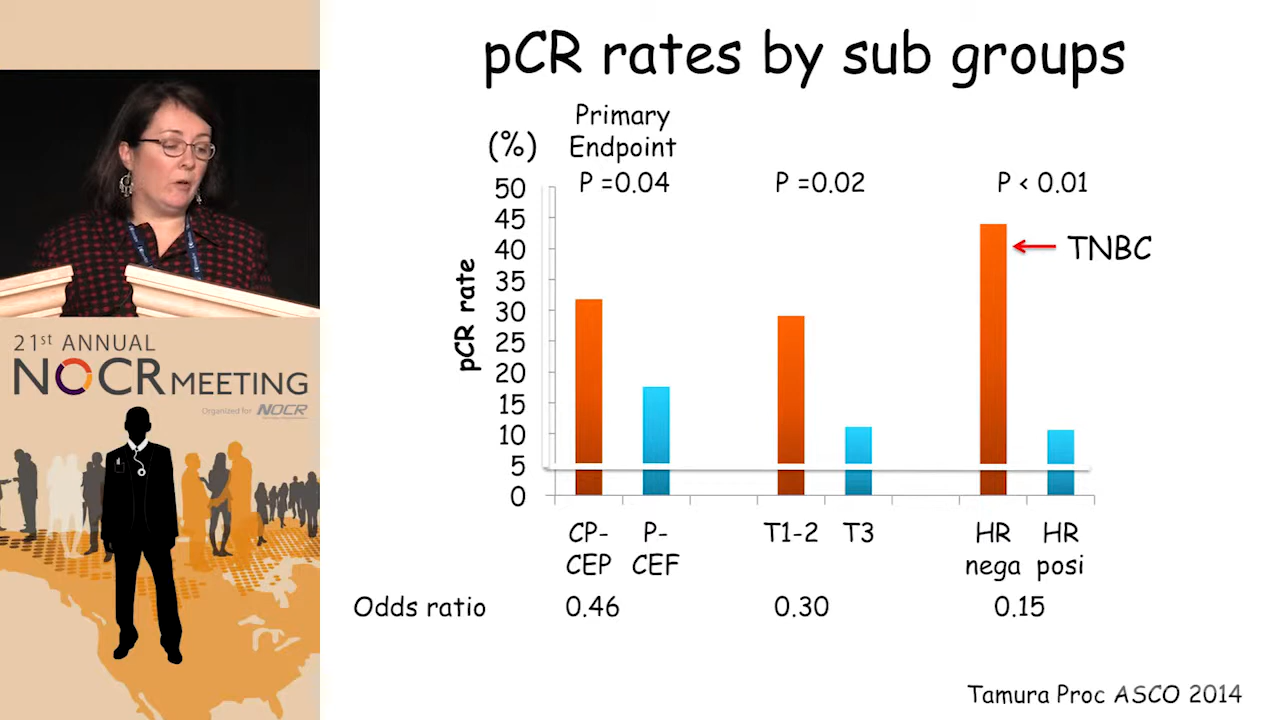 pCR rates by sub groups
Primary
Endpoint
(%)
P =0.04
P =0.02
P < 0.01
50
45
40
35
30
25
20
15
10
5
0
pCR rate
TNBC
CP-
CEP
P-
CEF
T1-2
T3
HR
nega
HR
posi
Odds ratio
0.46
0.30
0.15
Tamura Proc ASCO 2014
21st ANNUAL
NOCR MEETING
Organized for NOCR